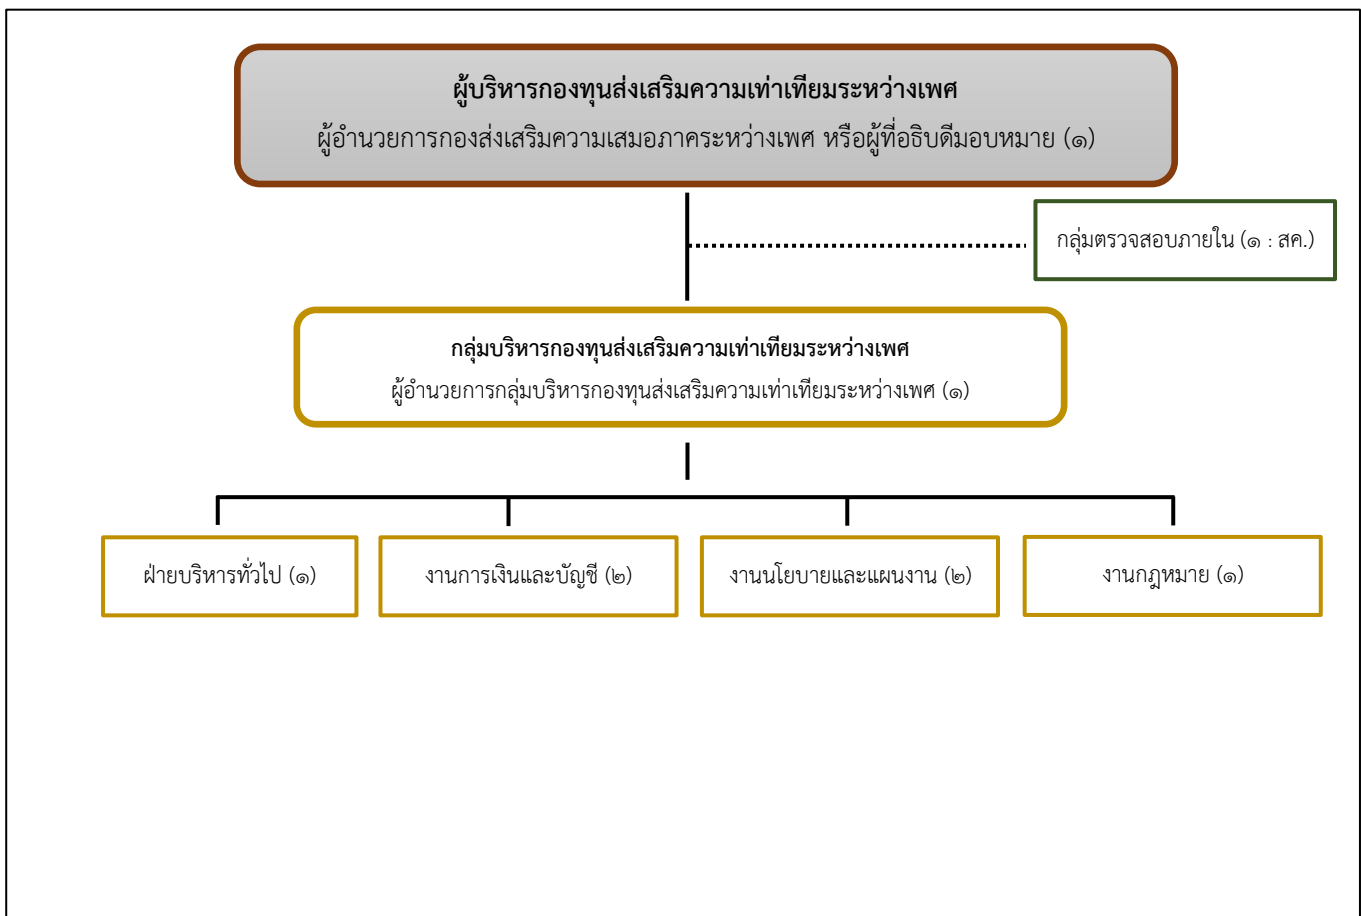 ผู้บริหารกองทุนส่งเสริมความเท่าเทียมระหว่างเพศ
ผู้อำนวยการกองส่งเสริมความเสมอภาคระหว่างเพศ หรือผู้ที่อธิบดีมอบหมาย (๑)
กลุ่มตรวจสอบภายใน (๑ : สค.)
กลุ่มบริหารกองทุนส่งเสริมความเท่าเทียมระหว่างเพศ
ผู้อำนวยการกลุ่มบริหารกองทุนส่งเสริมความเท่าเทียมระหว่างเพศ (๑)
ฝ่ายบริหารทั่วไป (๑)
งานการเงินและบัญชี (๒)
งานนโยบายและแผนงาน (๒)
งานกฎหมาย (๑)